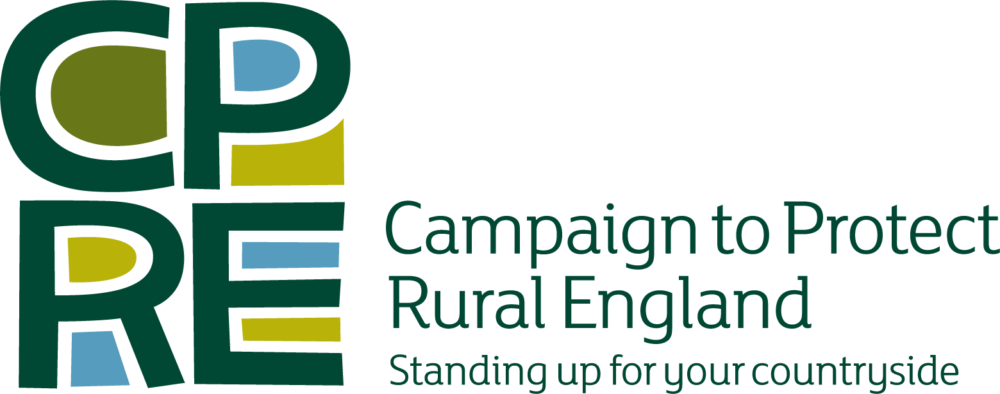 CP
RE
Campaign to Protect
Rural England
Standing up for your countryside